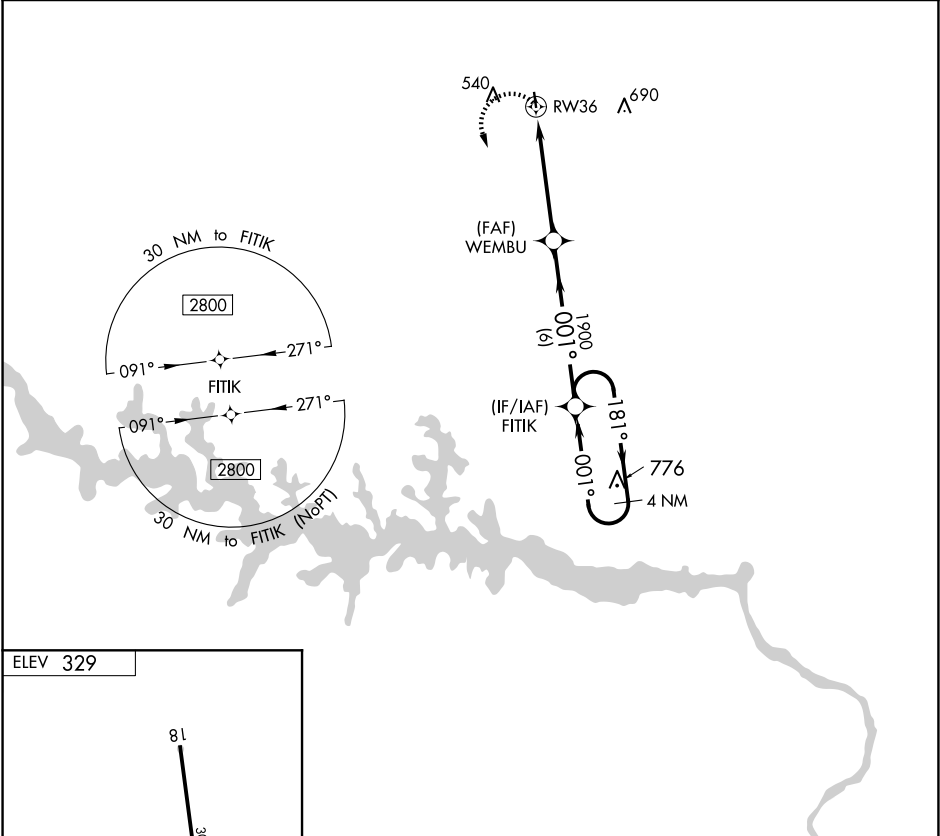 540
RW36
690
(FAF)
WEMBU
1900
001°
(6)
30 NM to FITIK
2800
091°
271°
FITIK
091°
271°
2800
30 NM to FITIK (NoPT)
(IF/IAF)
FITIK
181°
001°
776
4 NM
ELEV 329
18